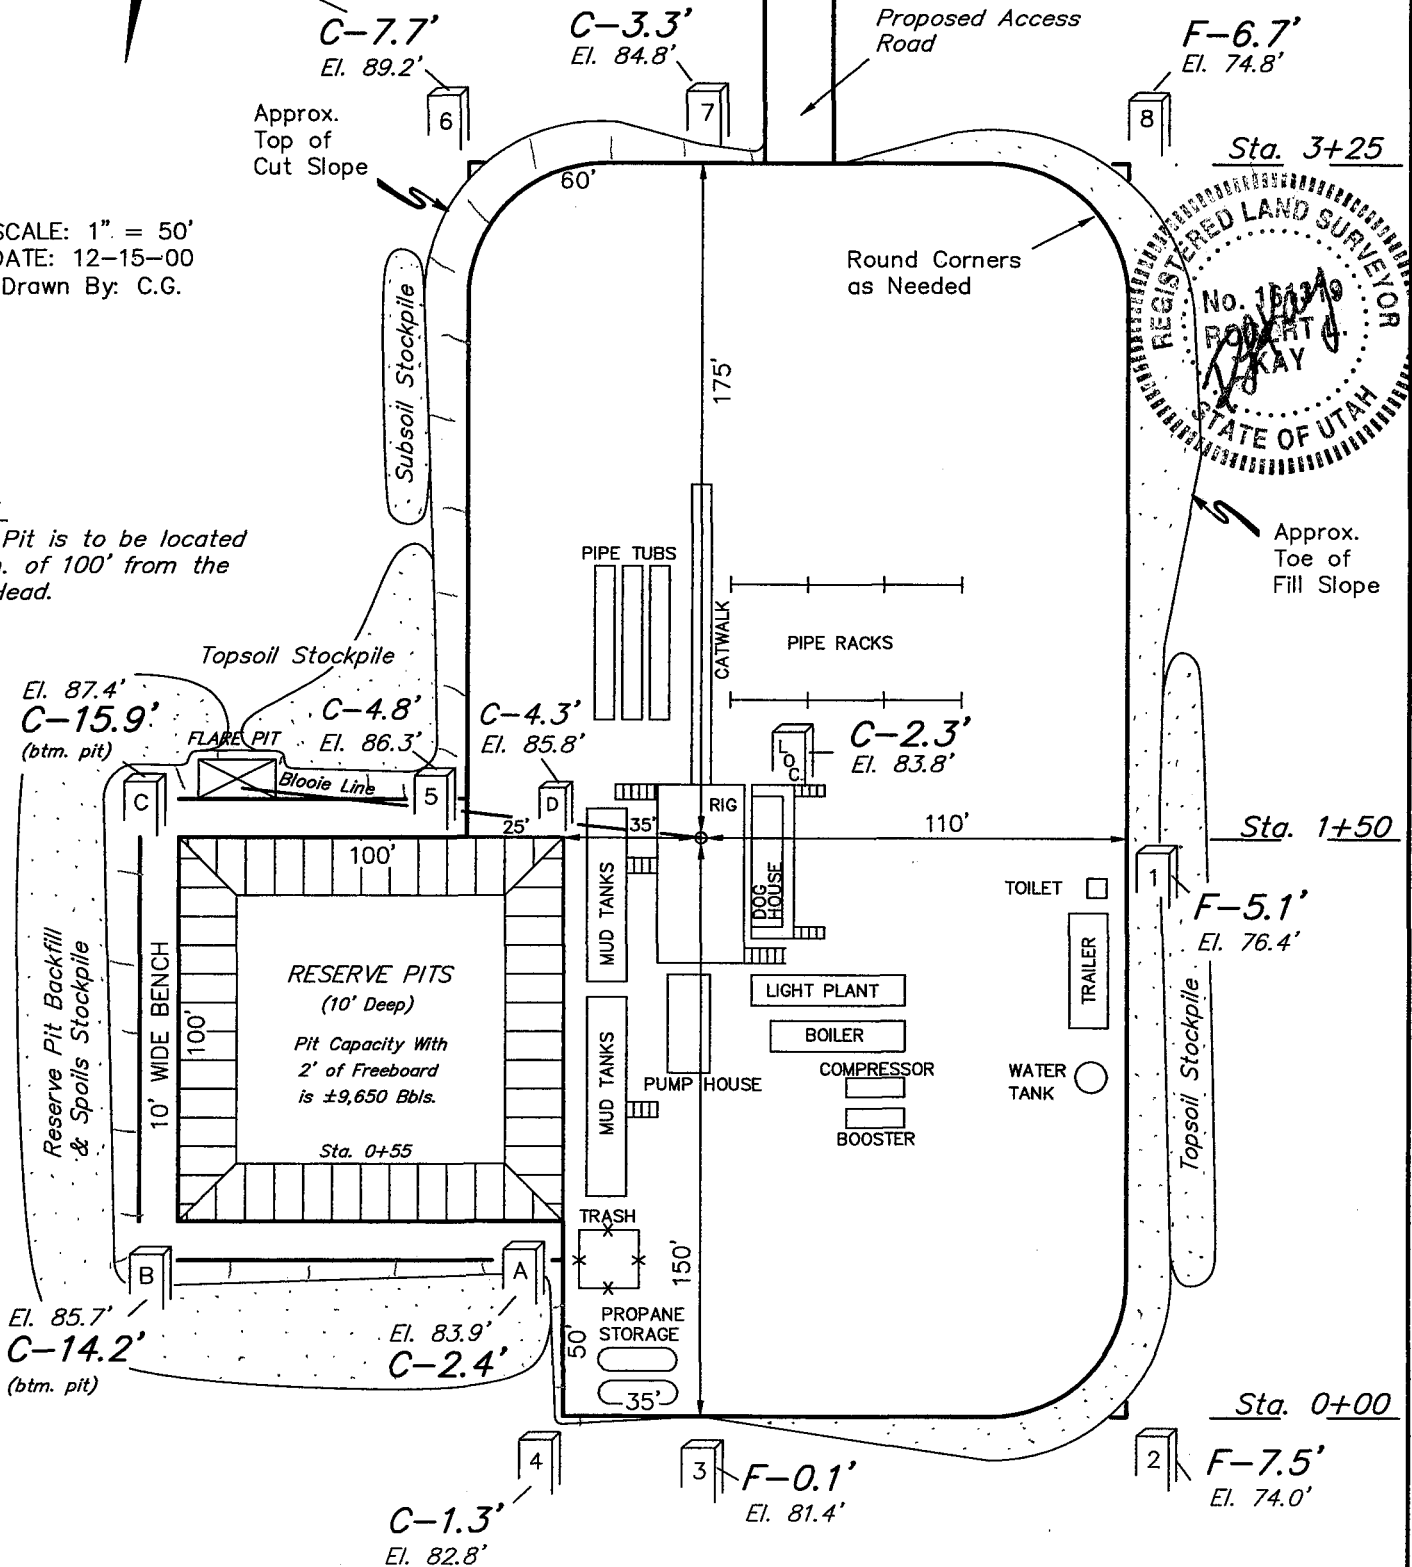 C-7.7'
El. 89.2'
C-3.3'
El. 84.8'
Proposed Access
Road
F-6.7'
El. 74.8'
6
7
8
Approx.
Top of
Cut Slope
Sta. 3+25
60'
SCALE: 1" = 50'
DATE: 12-15-00
Drawn By: C.G.
Round Corners
as Needed
REGISTERED LAND SURVEYOR
No. 161319
ROBERT L.
KAY
STATE OF UTAH
Subsoil Stockpile
175'
Pit is to be located
of 100' from the
Head.
Approx.
Toe of
Fill Slope
PIPE TUBS
CATWALK
PIPE RACKS
Topsoil Stockpile
El. 87.4'
C-15.9'
(btm. pit)
FLARE PIT
C-4.8'
El. 86.3'
C-4.3'
El. 85.8'
L
O
C.
C-2.3'
El. 83.8'
C
Blooie Line
5
D
RIG
25'
35'
110'
Sta. 1+50
100'
MUD TANKS
DOG
HOUSE
TOILET
1
F-5.1'
El. 76.4'
Reserve Pit Backfill
& Spoils Stockpile
10' WIDE BENCH
100'
RESERVE PITS
(10' Deep)
Pit Capacity With
2' of Freeboard
is ±9,650 Bbls.
Sta. 0+55
MUD TANKS
LIGHT PLANT
BOILER
PUMP HOUSE
COMPRESSOR
BOOSTER
TRAILER
WATER
TANK
Topsoil Stockpile
TRASH
150'
B
A
El. 85.7'
C-14.2'
(btm. pit)
El. 83.9'
C-2.4'
PROPANE
STORAGE
50'
35'
Sta. 0+00
4
3
2
F-0.1'
El. 81.4'
F-7.5'
El. 74.0'
C-1.3'
El. 82.8'